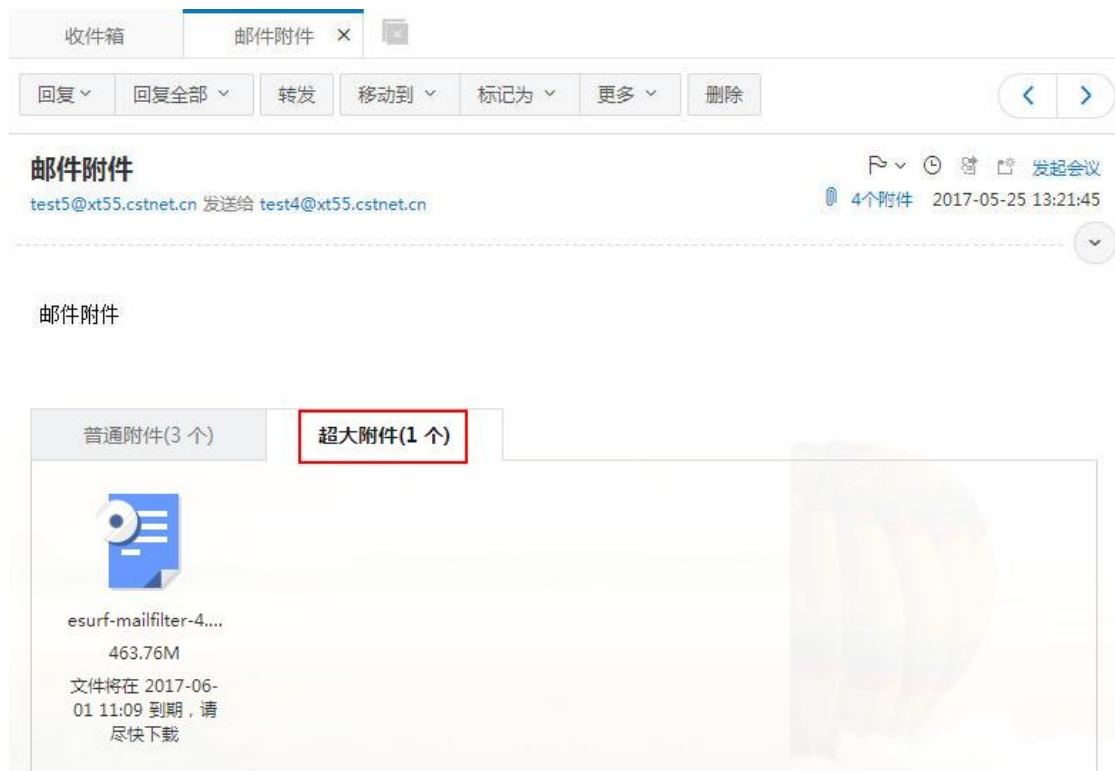 收件箱 邮件附件 ×
回复 回复全部 转发 移动到 标记为 更多 删除
邮件附件
发起会议
test5@xt55.cstnet.cn 发送给 test4@xt55.cstnet.cn
4个附件 2017-05-25 13:21:45
邮件附件
普通附件(3 个) 超大附件(1 个)
esurf-mailfilter-4....
463.76M
文件将在 2017-06-
01 11:09 到期，请
尽快下载